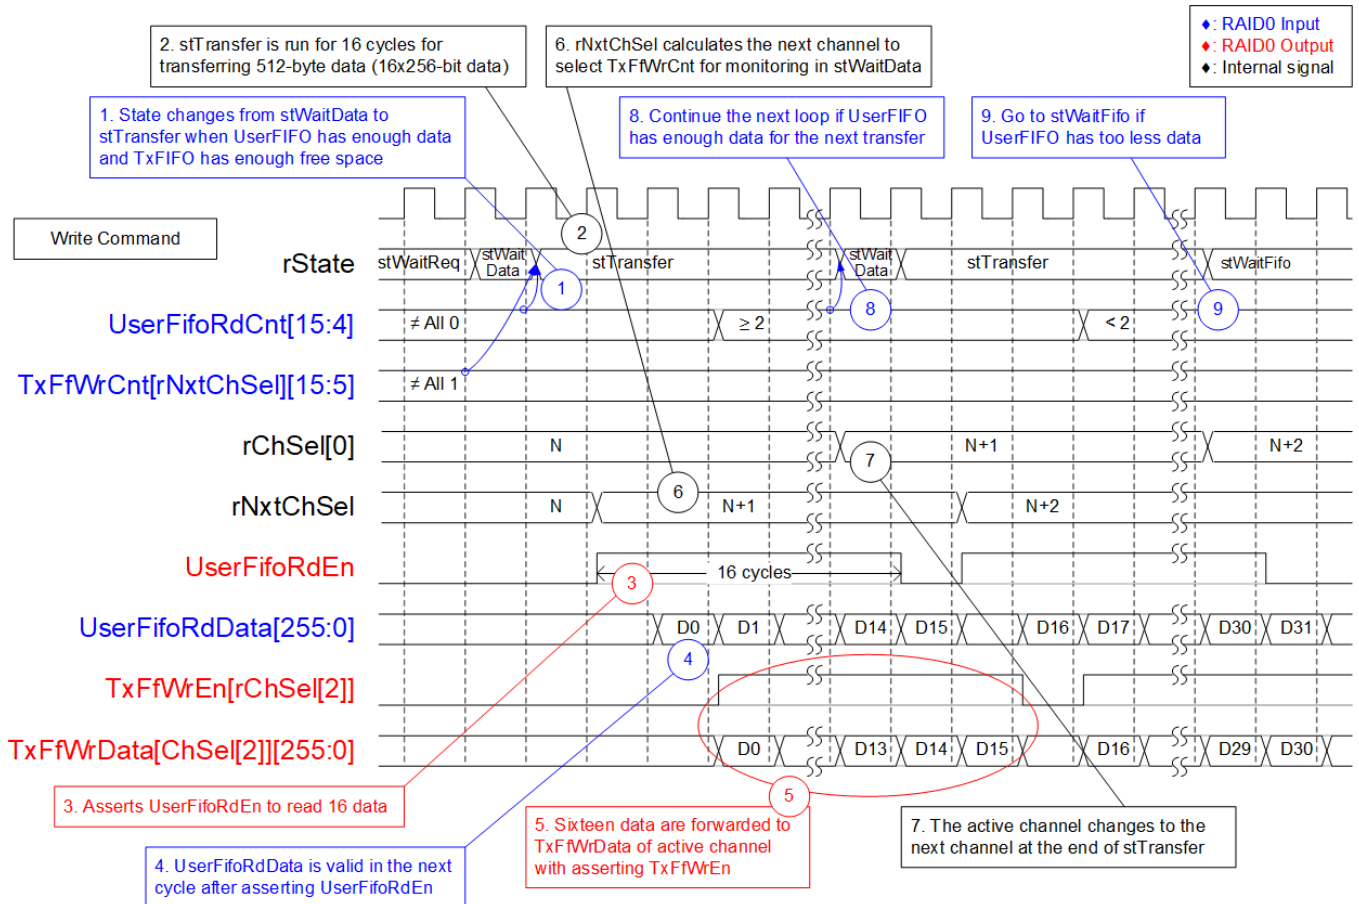 2. stTransfer is run for 16 cycles for
transferring 512-byte data (16x256-bit data)
6. rNxtChSel calculates the next channel to
select TxFfWrCnt for monitoring in stWaitData
♦: RAID0 Input
♦: RAID0 Output
♦: Internal signal
1. State changes from stWaitData to
stTransfer when UserFIFO has enough data
and TxFIFO has enough free space
8. Continue the next loop if UserFIFO
has enough data for the next transfer
9. Go to stWaitFifo if
UserFIFO has too less data
Write Command
2
rState
stWaitReq
stWait
Data
stTransfer
stWait
Data
stTransfer
stWaitFifo
1
8
9
UserFifoRdCnt[15:4]
≠ All 0
≥ 2
< 2
TxFfWrCnt[rNxtChSel][15:5]
≠ All 1
rChSel[0]
N
N+1
N+2
7
rNxtChSel
N
6
N+1
N+2
UserFifoRdEn
16 cycles
3
UserFifoRdData[255:0]
D0
D1
D14
D15
D16
D17
D30
D31
4
TxFfWrEn[rChSel[2]]
TxFfWrData[ChSel[2]][255:0]
D0
D13
D14
D15
D16
D29
D30
5
3. Asserts UserFifoRdEn to read 16 data
5. Sixteen data are forwarded to
TxFfWrData of active channel
with asserting TxFfWrEn
7. The active channel changes to the
next channel at the end of stTransfer
4. UserFifoRdData is valid in the next
cycle after asserting UserFifoRdEn